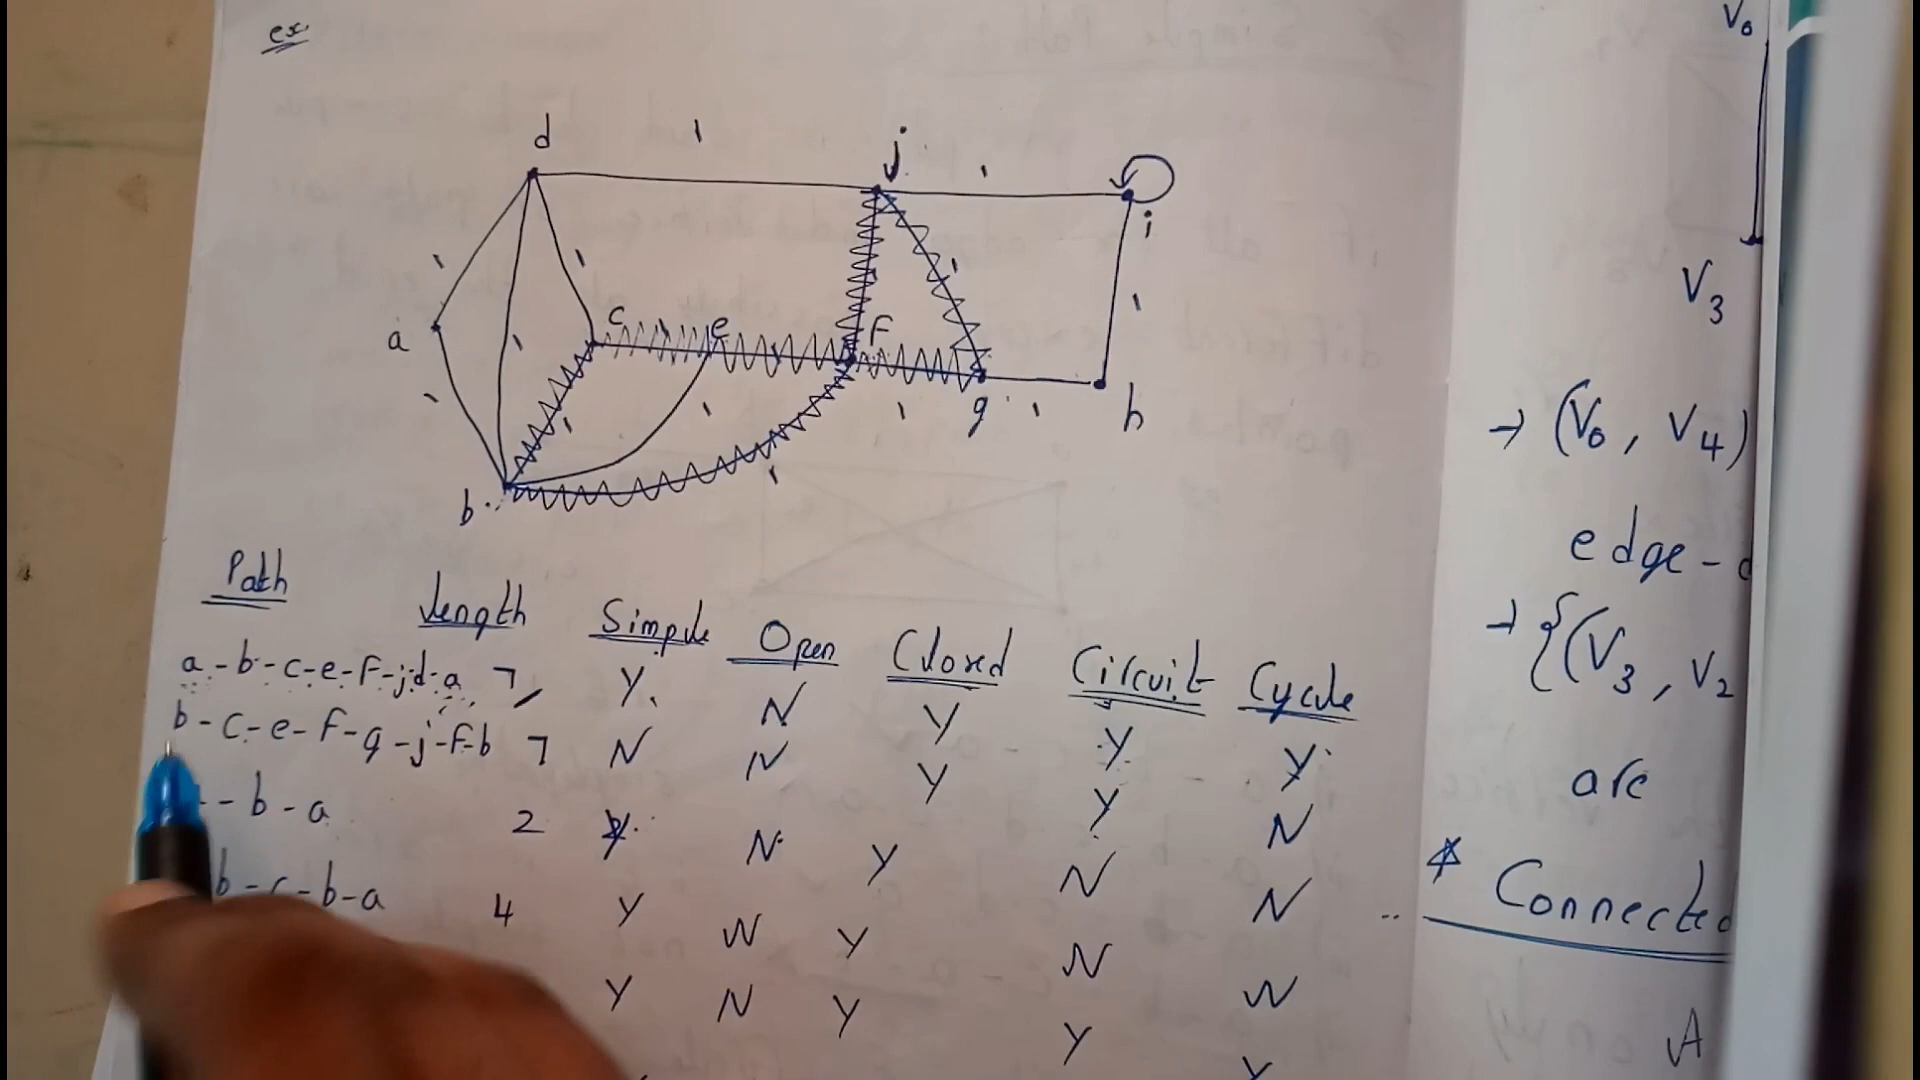 ex
d
j
i
a
c
e
F
g
h
b
Path Length Simple Open Closed Circuit Cycle
a-b-c-e-F-j-d-a 7 Y N Y Y Y
b-c-e-F-g-j-F-b 7 N N Y Y N
-b-a 2 N Y N N
b-c-b-a 4 Y N Y N N
Y N Y Y Y
V0
V3
→ (V0, V4)
edge-
→ {(V3, V2
are
* Connected
A